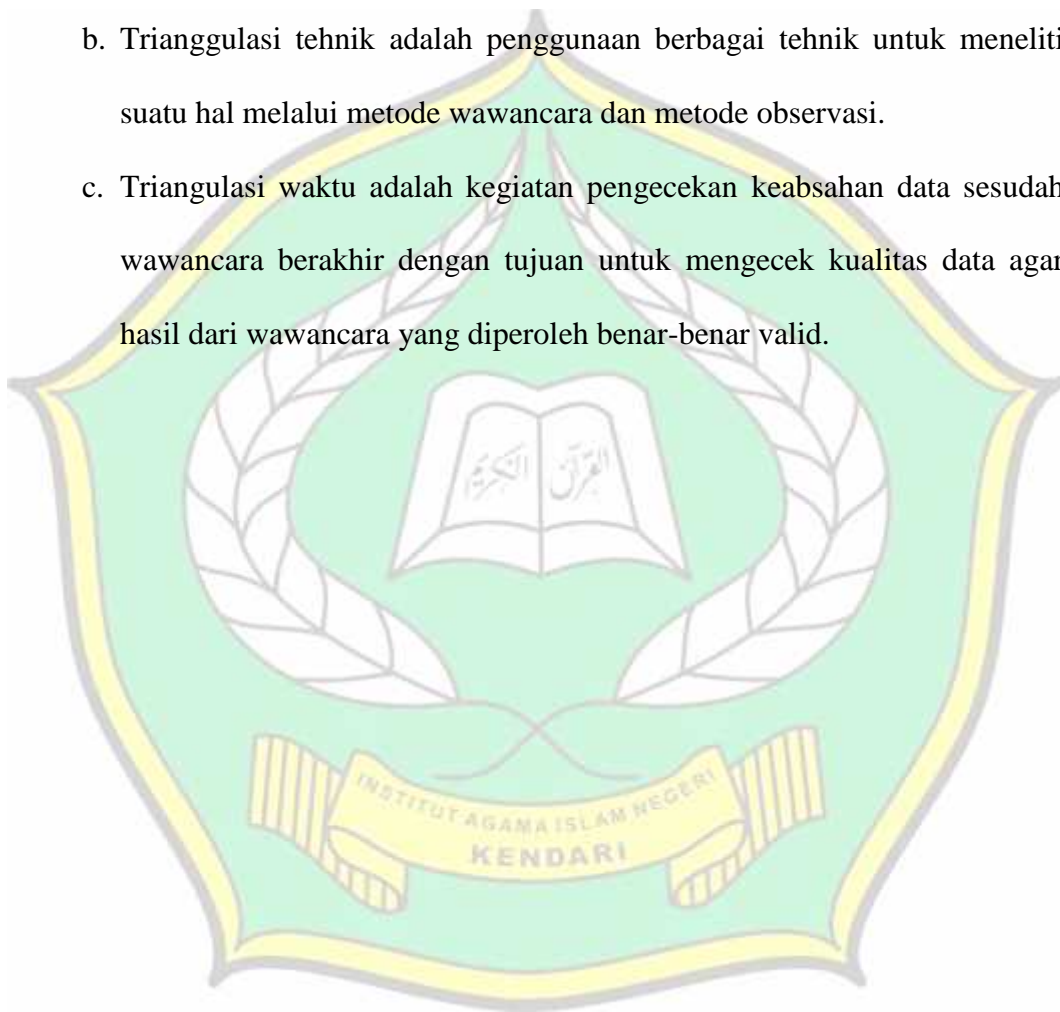 b. Trianggulasi tehnik adalah penggunaan berbagai tehnik untuk meneliti
suatu hal melalui metode wawancara dan metode observasi.
c. Triangulasi waktu adalah kegiatan pengecekan keabsahan data sesudah
wawancara berakhir dengan tujuan untuk mengecek kualitas data agar
hasil dari wawancara yang diperoleh benar-benar valid.
القرآن الكريم
INSTITUT AGAMA ISLAM NEGERI
KENDARI